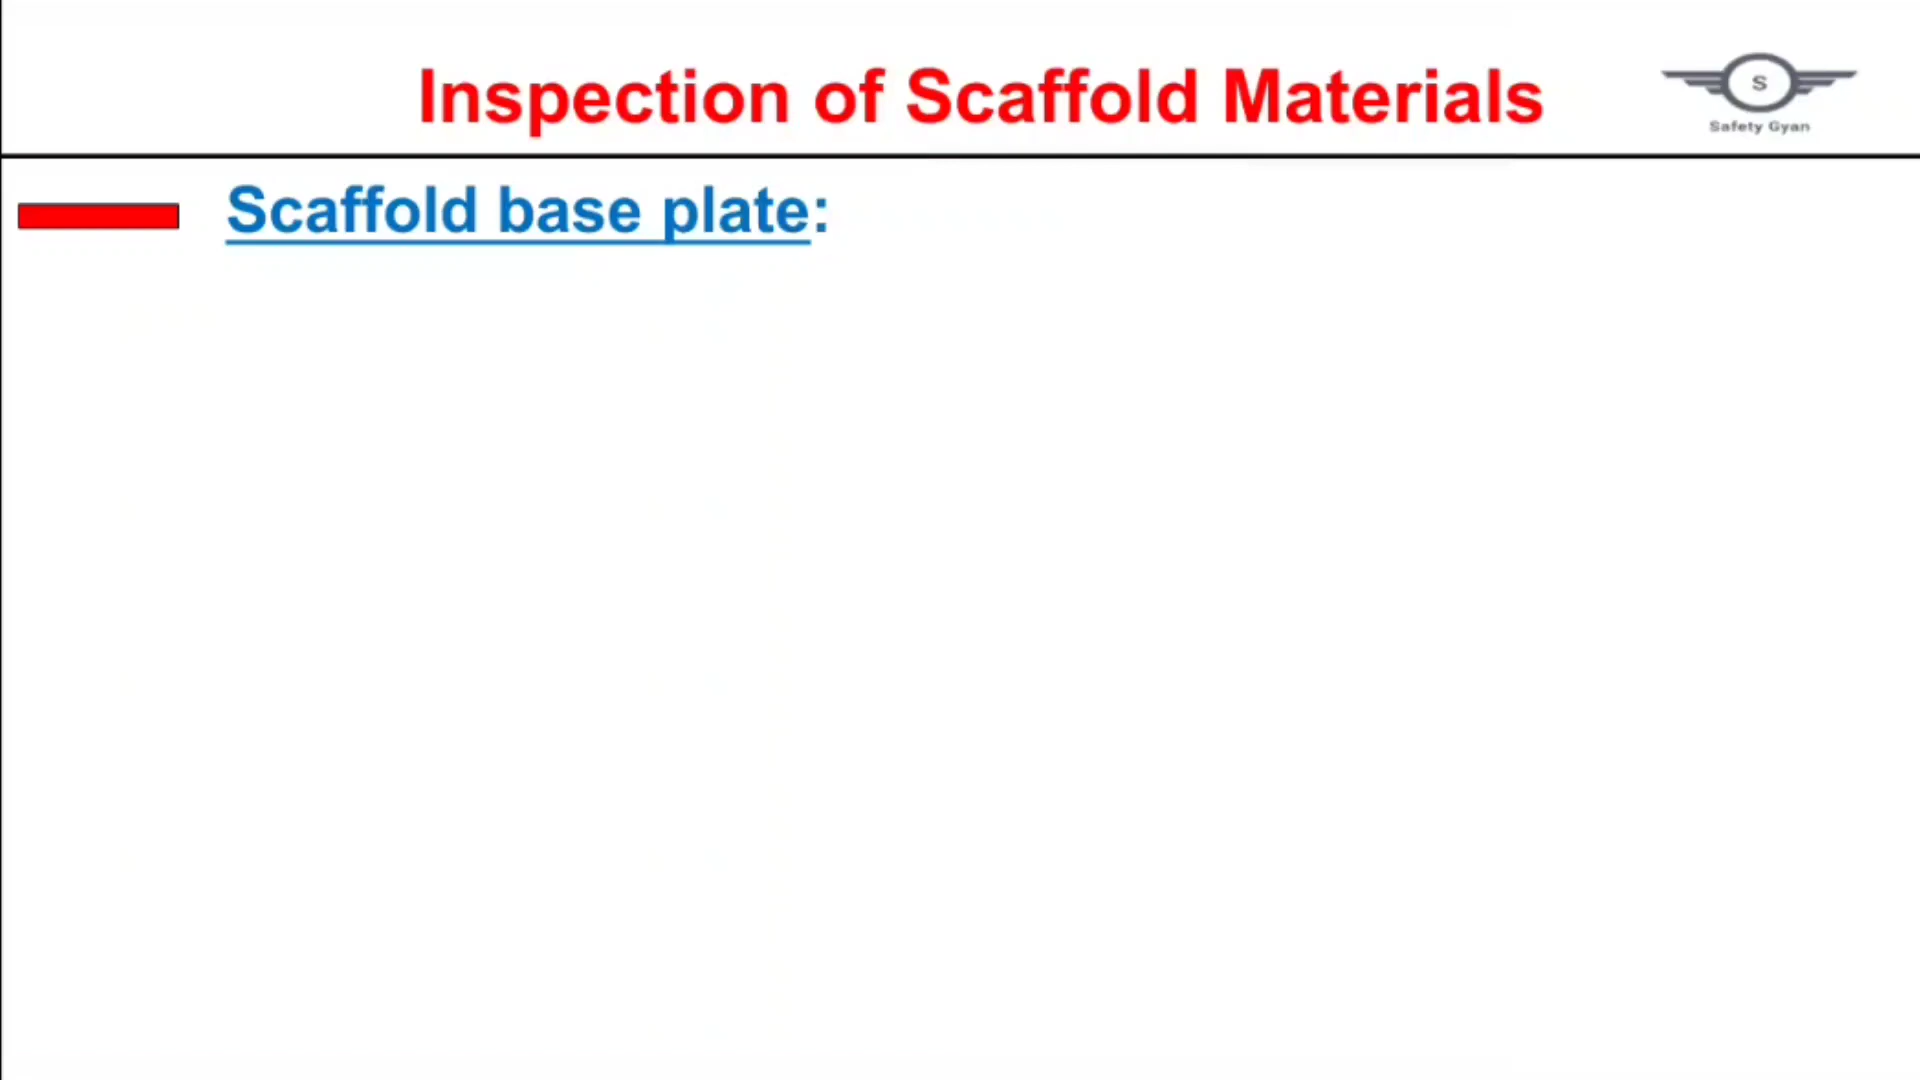 Inspection of Scaffold Materials
S
Safety Gyan
Scaffold base plate: